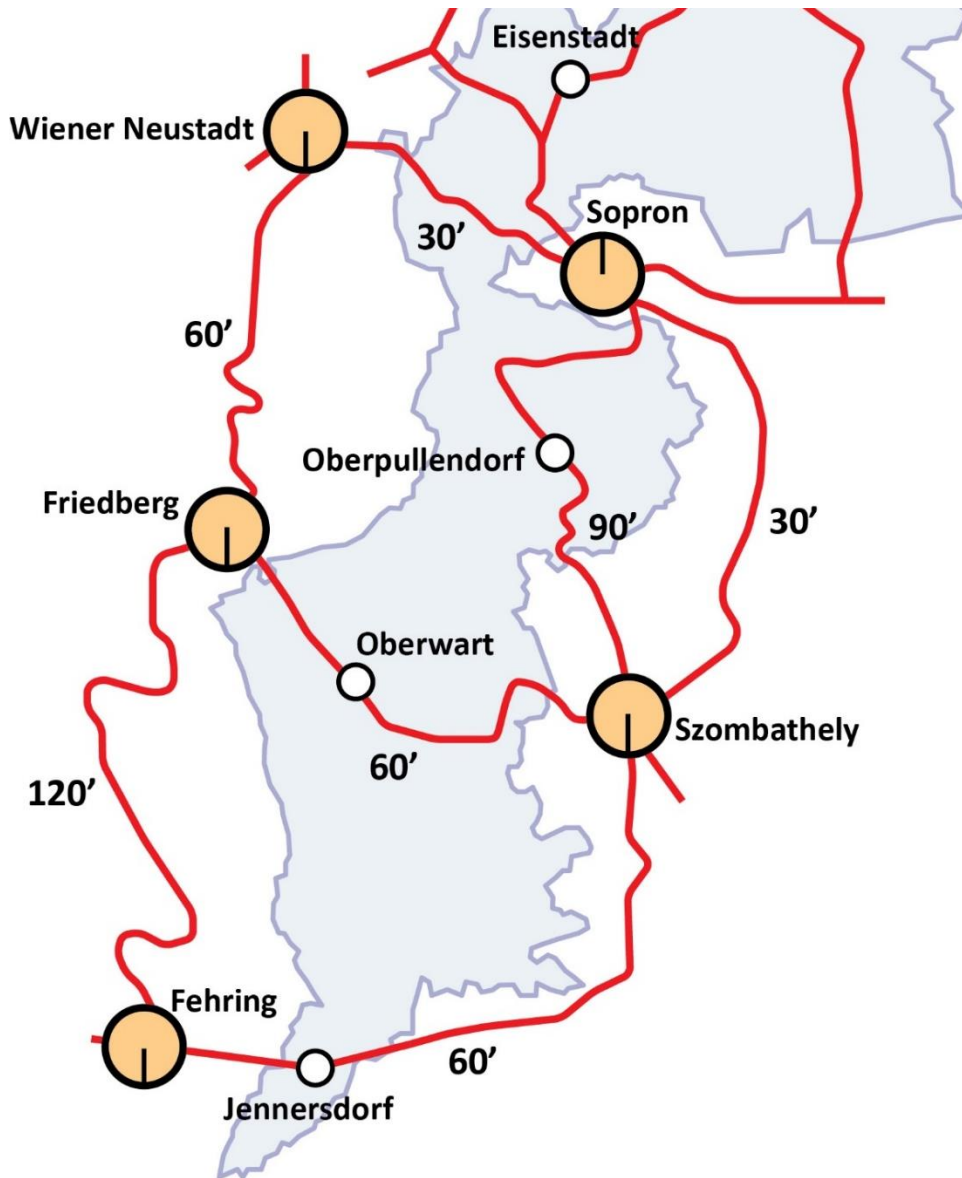 Eisenstadt
Wiener Neustadt
Sopron
30’
60’
Oberpullendorf
Friedberg
90’
30’
Oberwart
Szombathely
60’
120’
Fehring
60’
Jennersdorf